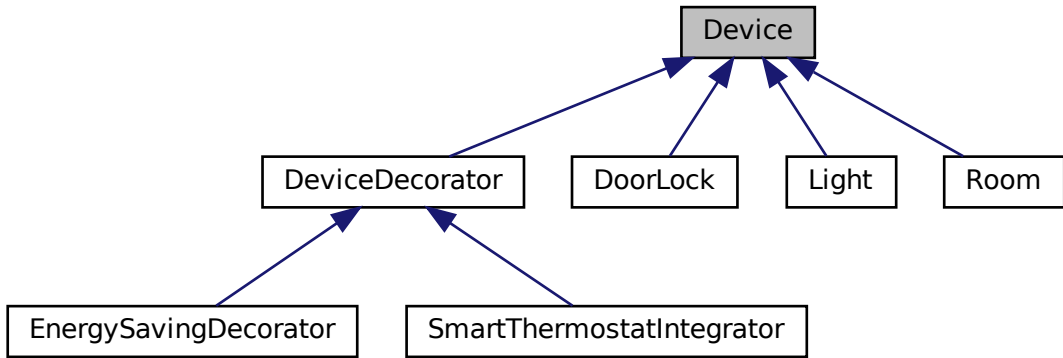 Device
DeviceDecorator
DoorLock
Light
Room
EnergySavingDecorator
SmartThermostatIntegrator